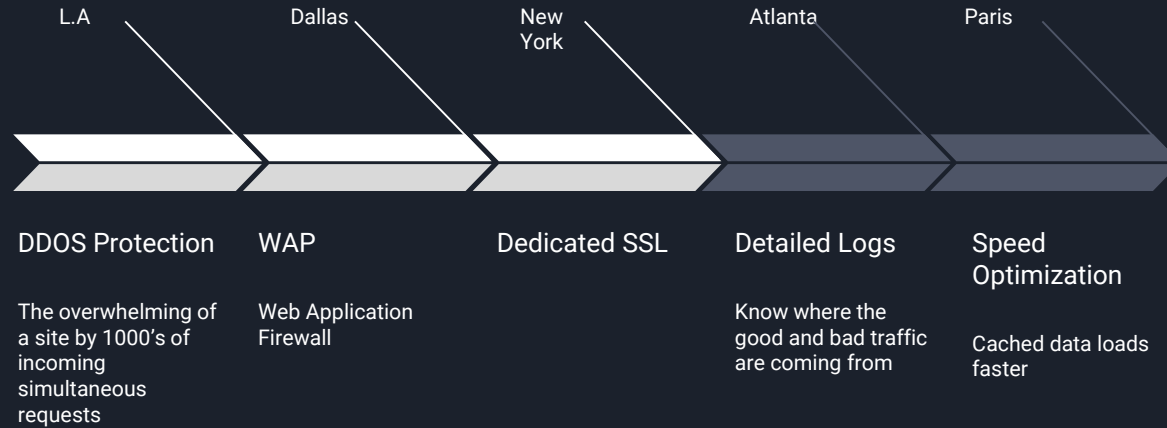 L.A
Dallas
New
York
Atlanta
Paris
DDOS Protection
The overwhelming of
a site by 1000’s of
incoming
simultaneous
requests
WAP
Web Application
Firewall
Dedicated SSL
Detailed Logs
Know where the
good and bad traffic
are coming from
Speed
Optimization
Cached data loads
faster